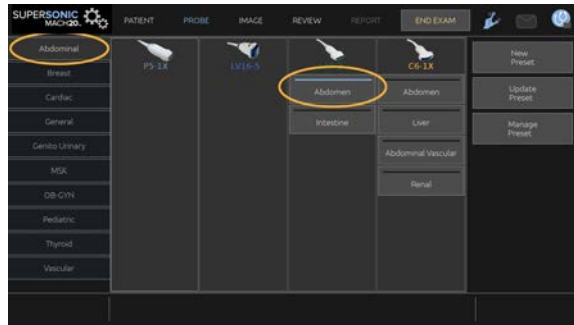 SUPERSONIC
MACH20.
PATIENT
PROBE
IMAGE
REVIEW
REPORT
END EXAM
Abdominal
Breast
Cardiac
General
Genito Urinary
MSK
OB-GYN
Pediatric
Thyroid
Vascular
P5-1X
LV16-5
C6-1X
Abdomen
Intestine
Abdomen
Liver
Abdominal Vascular
Renal
New
Preset
Update
Preset
Manage
Preset